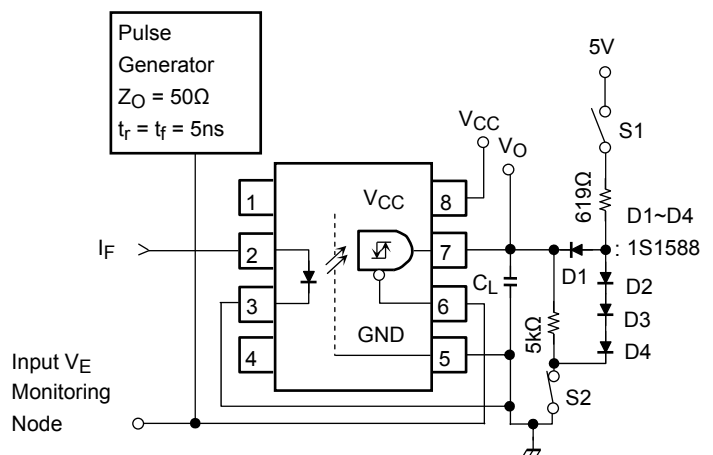 Pulse
Generator
ZO = 50Ω
tr = tf = 5ns
5V
S1
VCC
VO
619Ω
D1~D4
: 1S1588
1
VCC
8
IF
2
7
D1
D2
3
CL
6
5kΩ
D3
4
GND
5
D4
Input VE
Monitoring
Node
S2